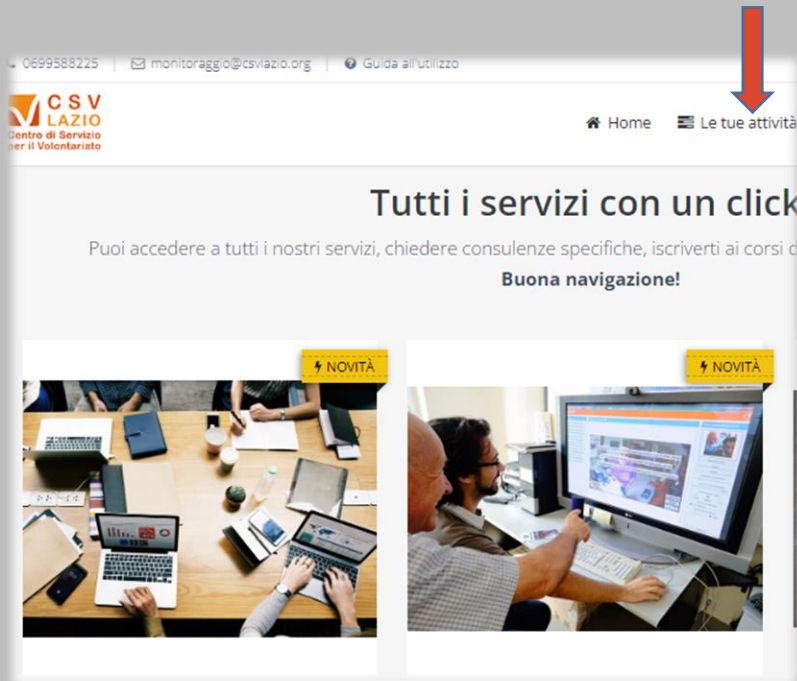 0699588225 monitoraggio@csvlazio.org Guida all'utilizzo
CSV
LAZIO
Centro di Servizio
per il Volontariato
Home Le tue attività
Tutti i servizi con un click
Puoi accedere a tutti i nostri servizi, chiedere consulenze specifiche, iscriverti ai corsi d
Buona navigazione!
NOVITÀ NOVITÀ